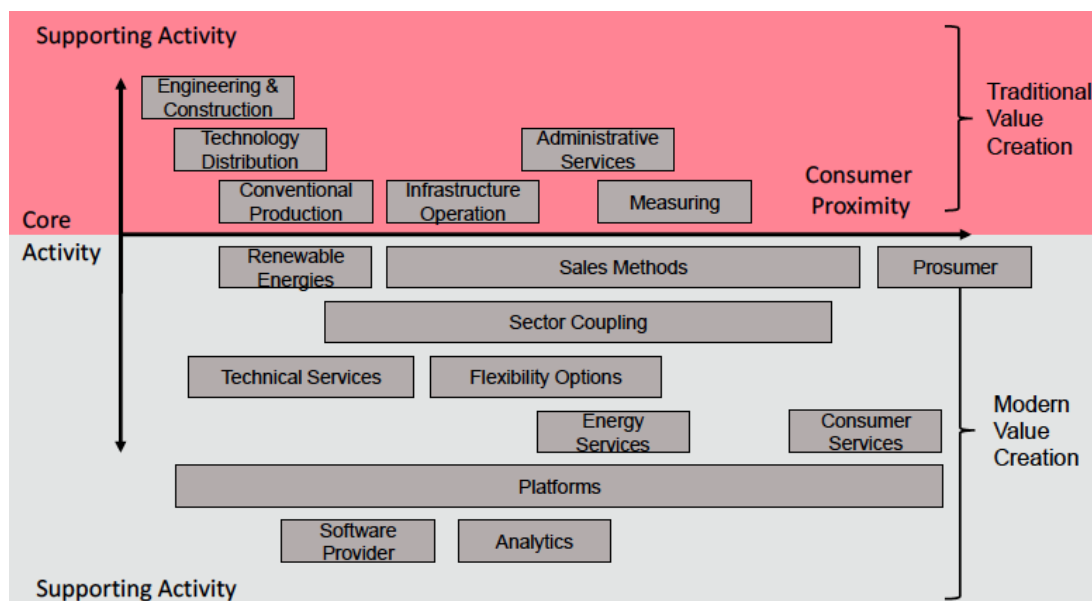 Supporting Activity
Engineering &
Construction
Technology
Distribution
Administrative
Services
Traditional
Value
Creation
Conventional
Production
Infrastructure
Operation
Measuring
Consumer
Proximity
Core
Activity
Renewable
Energies
Sales Methods
Prosumer
Sector Coupling
Technical Services
Flexibility Options
Energy
Services
Consumer
Services
Modern
Value
Creation
Platforms
Software
Provider
Analytics
Supporting Activity